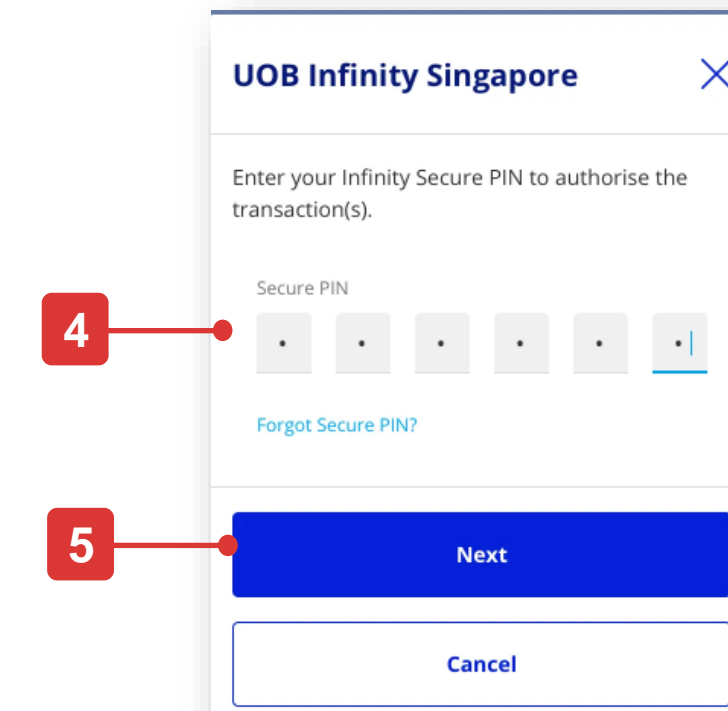 UOB Infinity Singapore
Enter your Infinity Secure PIN to authorise the
transaction(s).
Secure PIN
4
Forgot Secure PIN?
5
Next
Cancel